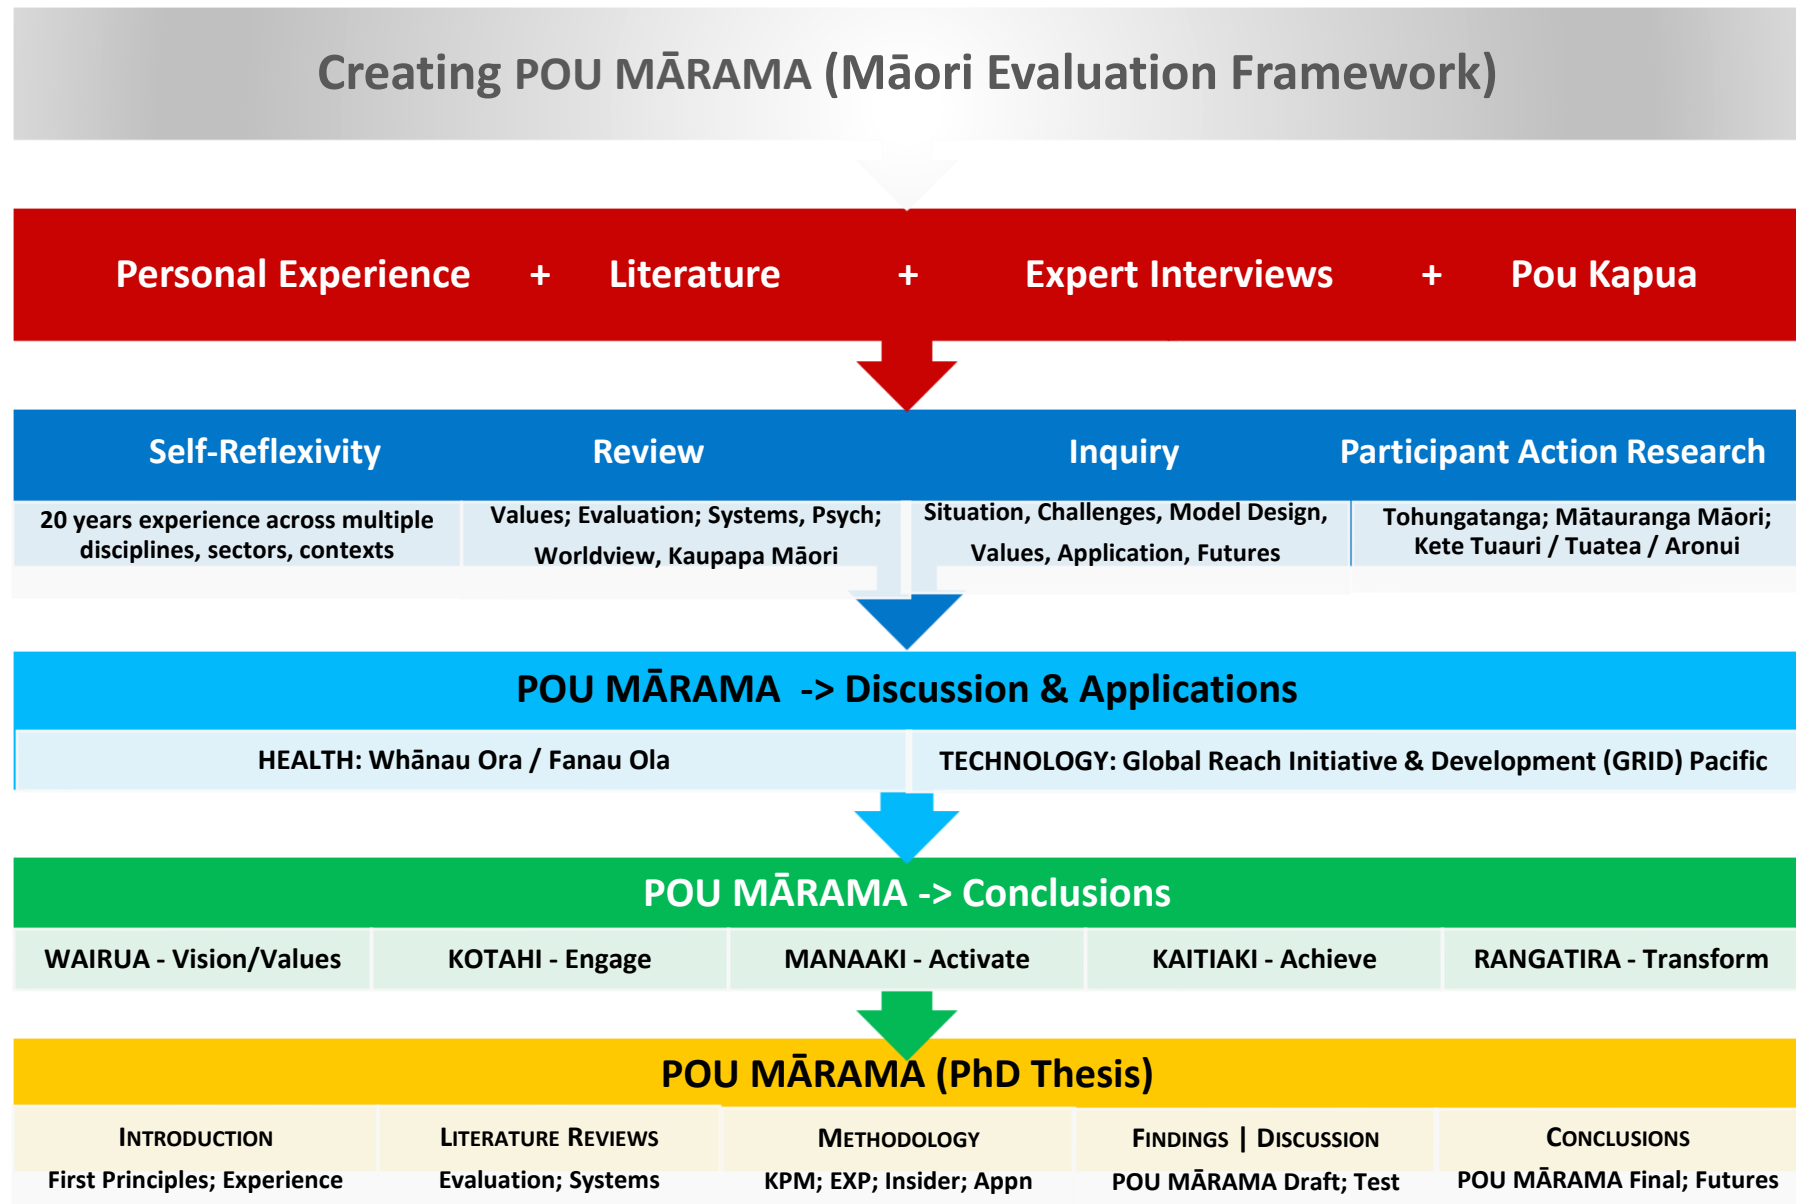 Creating POU MĀRAMA (Māori Evaluation Framework)
Personal Experience + Literature + Expert Interviews + Pou Kapua
Self-Reflexivity Review Inquiry Participant Action Research
20 years experience across multiple
disciplines, sectors, contexts
Values; Evaluation; Systems, Psych;
Worldview, Kaupapa Māori
Situation, Challenges, Model Design,
Values, Application, Futures
Tohungatanga; Mātauranga Māori;
Kete Tuauri / Tuatea / Aronui
POU MĀRAMA -> Discussion & Applications
HEALTH: Whānau Ora / Fanau Ola
TECHNOLOGY: Global Reach Initiative & Development (GRID) Pacific
POU MĀRAMA -> Conclusions
WAIRUA - Vision/Values
KOTAHI - Engage
MANAAKI - Activate
KAITIAKI - Achieve
RANGATIRA - Transform
POU MĀRAMA (PhD Thesis)
INTRODUCTION
First Principles; Experience
LITERATURE REVIEWS
Evaluation; Systems
METHODOLOGY
KPM; EXP; Insider; Appn
FINDINGS | DISCUSSION
POU MĀRAMA Draft; Test
CONCLUSIONS
POU MĀRAMA Final; Futures